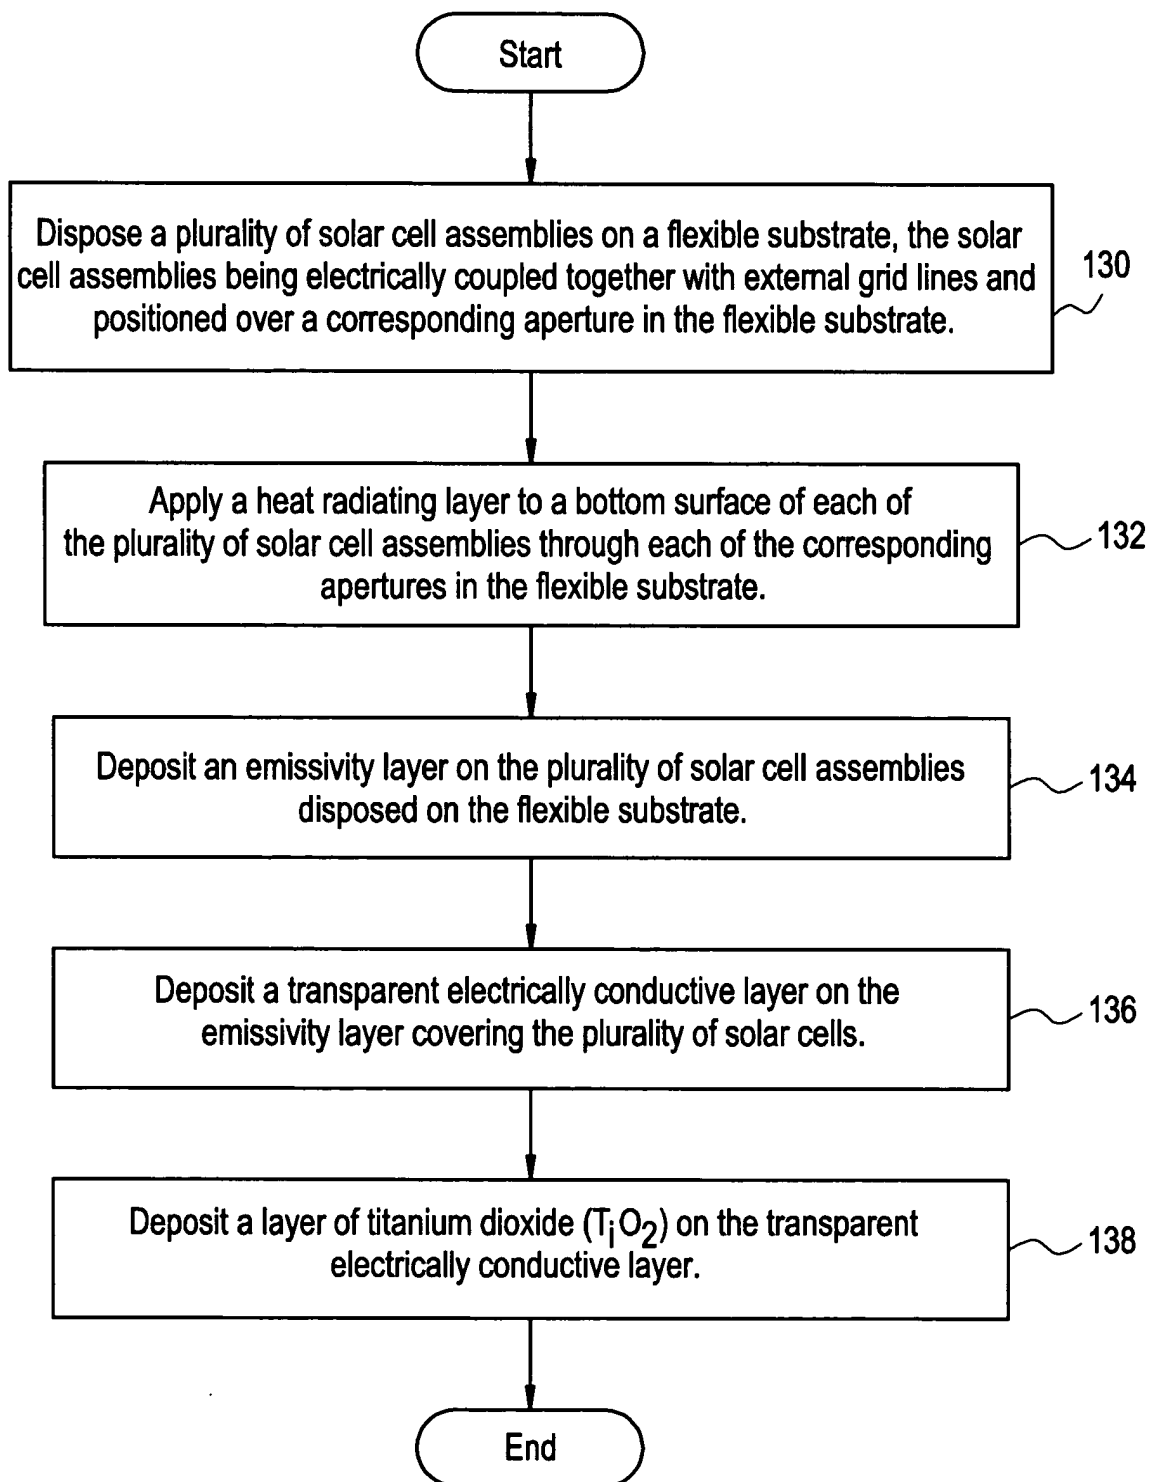 Start
Dispose a plurality of solar cell assemblies on a flexible substrate, the solar
cell assemblies being electrically coupled together with external grid lines and
positioned over a corresponding aperture in the flexible substrate.
130
Apply a heat radiating layer to a bottom surface of each of
the plurality of solar cell assemblies through each of the corresponding
apertures in the flexible substrate.
132
Deposit an emissivity layer on the plurality of solar cell assemblies
disposed on the flexible substrate.
134
Deposit a transparent electrically conductive layer on the
emissivity layer covering the plurality of solar cells.
136
Deposit a layer of titanium dioxide (TiO2) on the transparent
electrically conductive layer.
138
End